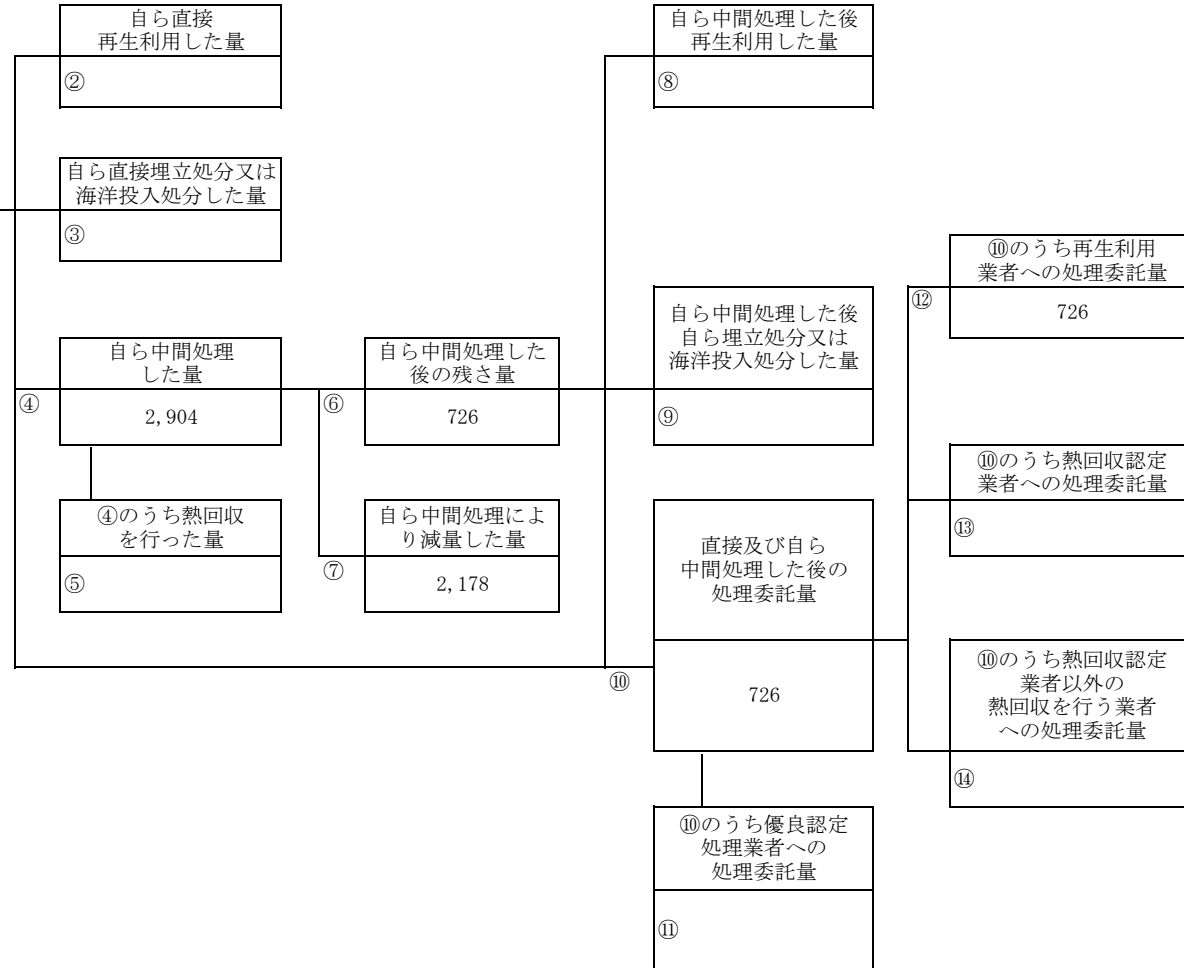 自ら直接
再生利用した量
②
自ら直接埋立処分又は
海洋投入処分した量
③
自ら中間処理
した量
④
2,904
④のうち熱回収
を行った量
⑤
自ら中間処理した
後の残さ量
⑥
726
自ら中間処理によ
り減量した量
⑦
2,178
自ら中間処理した後
再生利用した量
⑧
自ら中間処理した後
自ら埋立処分又は
海洋投入処分した量
⑨
直接及び自ら
中間処理した後の
処理委託量
⑩
726
⑩のうち優良認定
処理業者への
処理委託量
⑪
⑩のうち再生利用
業者への処理委託量
⑫
726
⑩のうち熱回収認定
業者への処理委託量
⑬
⑩のうち熱回収認定
業者以外の
熱回収を行う業者
への処理委託量
⑭